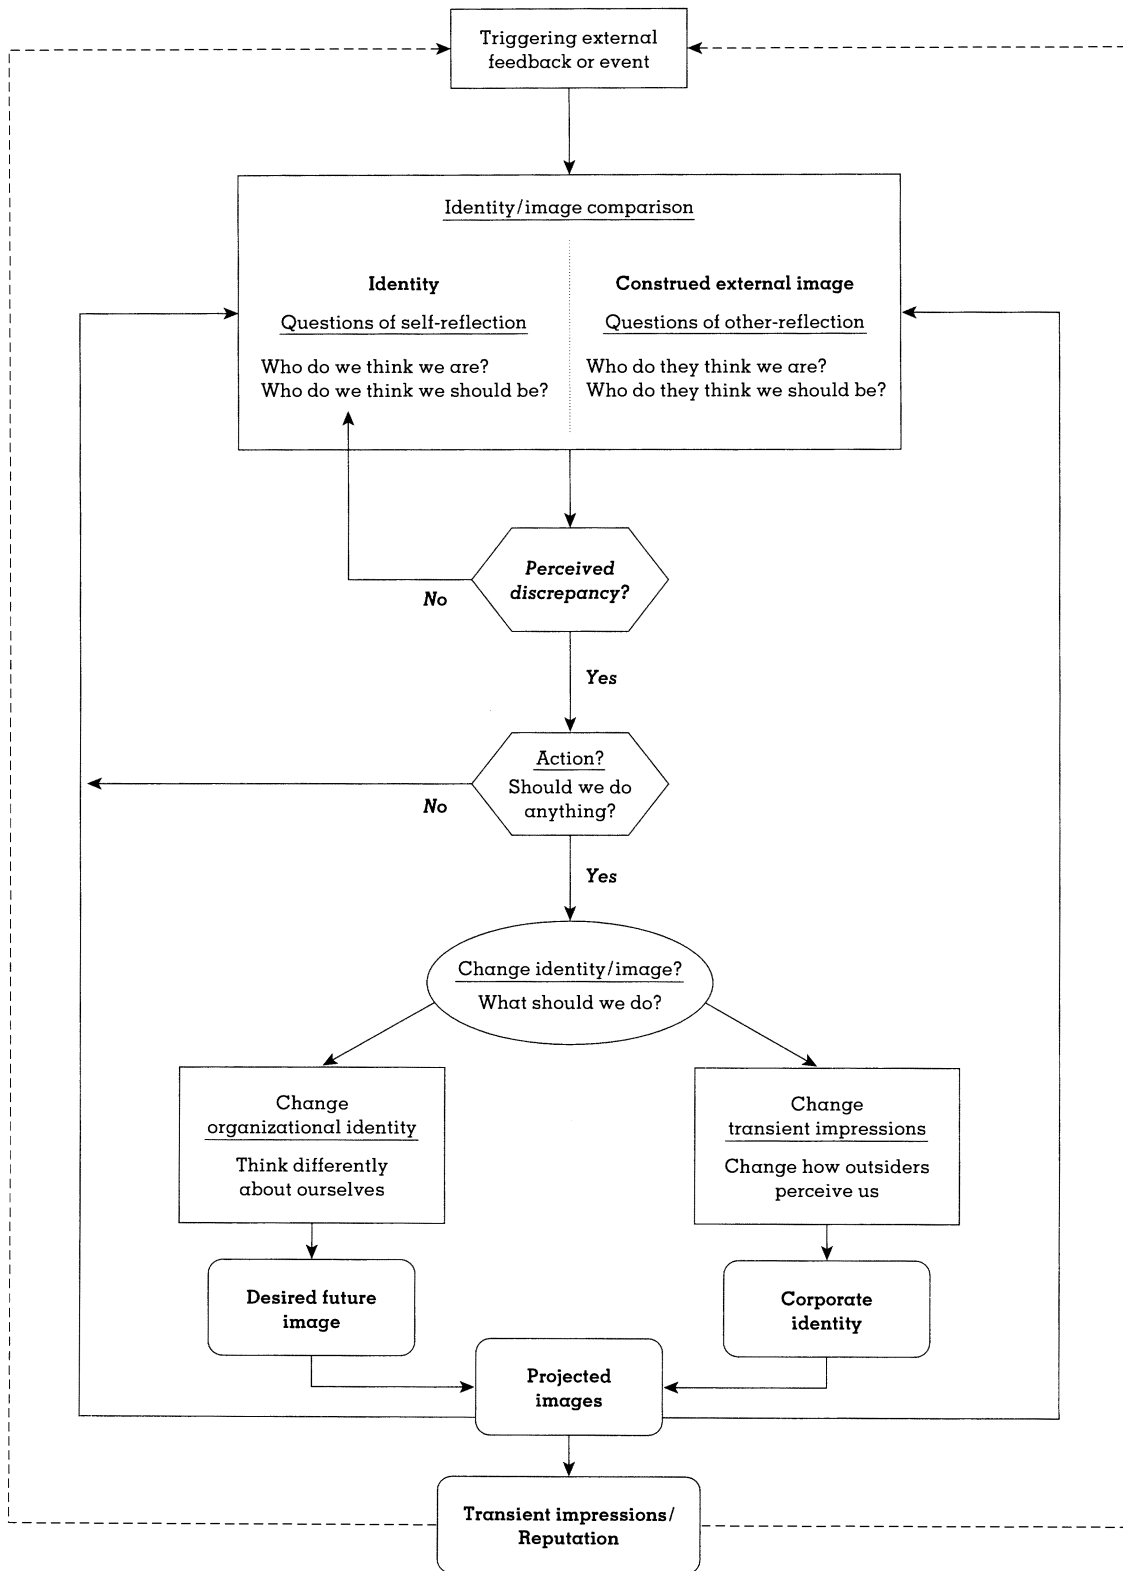 Triggering external
feedback or event
Identity/image comparison
Identity
Questions of self-reflection
Who do we think we are?
Who do we think we should be?
Construed external image
Questions of other-reflection
Who do they think we are?
Who do they think we should be?
Perceived
discrepancy?
No
Yes
Action?
Should we do
anything?
No
Yes
Change identity/image?
What should we do?
Change
organizational identity
Think differently
about ourselves
Change
transient impressions
Change how outsiders
perceive us
Desired future
image
Corporate
identity
Projected
images
Transient impressions/
Reputation